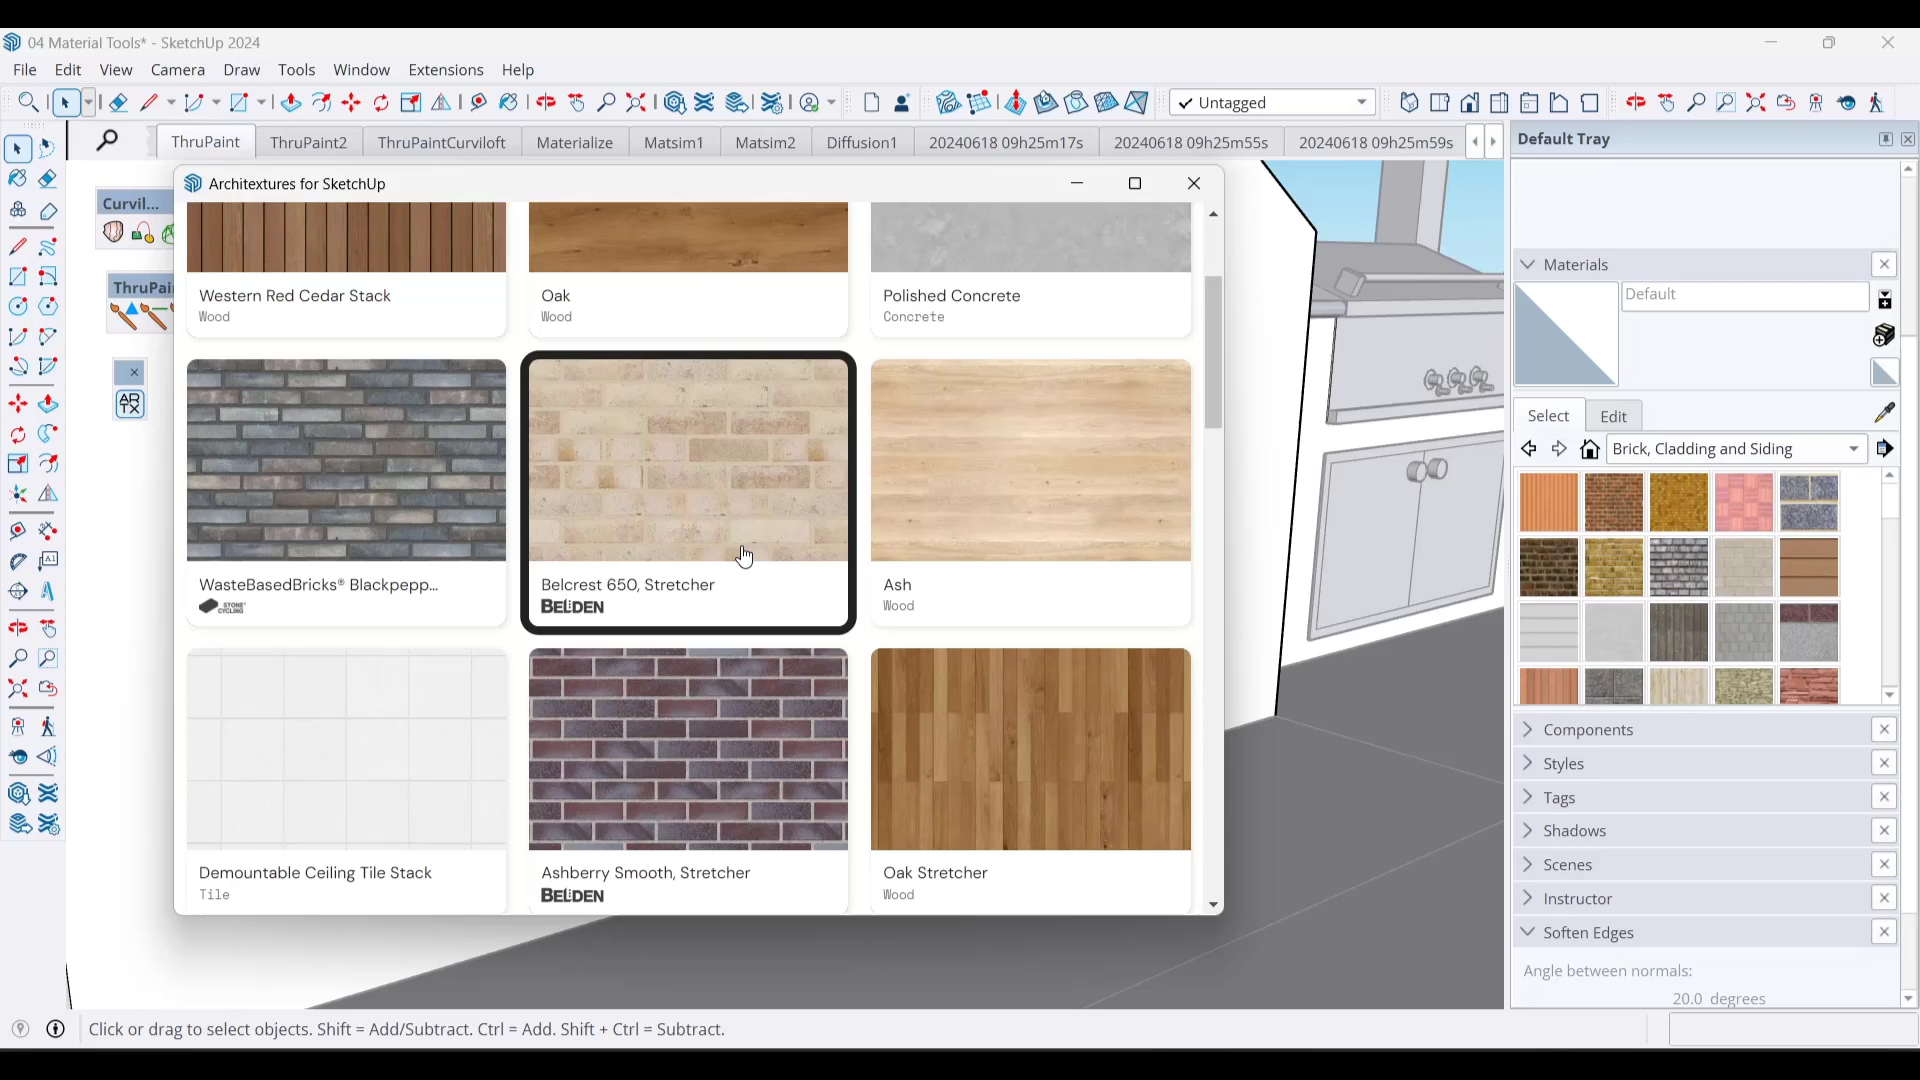 04 Material Tools* - SketchUp 2024
File Edit View Camera Draw Tools Window Extensions Help
Untagged
ThruPaint ThruPaint2 ThruPaintCurviloft Materialize Matsim1 Matsim2 Diffusion1 20240618 09h25m17s 20240618 09h25m55s 20240618 09h25m59s
Default Tray
Architextures for SketchUp
Curvil...
ThruPai
AR
TX
Western Red Cedar Stack
Wood
Oak
Wood
Polished Concrete
Concrete
WasteBasedBricks® Blackpepp...
STONE
CYCLING
Belcrest 650, Stretcher
BELDEN
Ash
Wood
Demountable Ceiling Tile Stack
Tile
Ashberry Smooth, Stretcher
BELDEN
Oak Stretcher
Wood
Materials
Default
Select Edit
Brick, Cladding and Siding
Components
Styles
Tags
Shadows
Scenes
Instructor
Soften Edges
Angle between normals:
20.0 degrees
Click or drag to select objects. Shift = Add/Subtract. Ctrl = Add. Shift + Ctrl = Subtract.